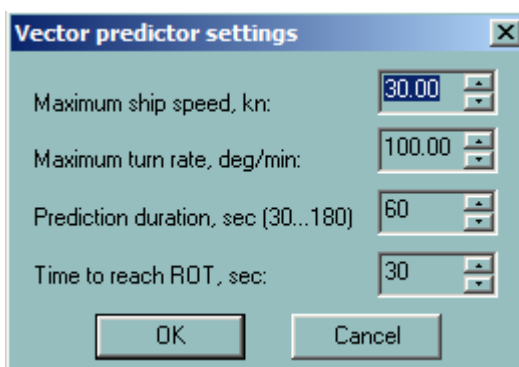 Vector predictor settings
Maximum ship speed, kn: 30.00
Maximum turn rate, deg/min: 100.00
Prediction duration, sec (30...180) 60
Time to reach ROT, sec: 30
OK Cancel